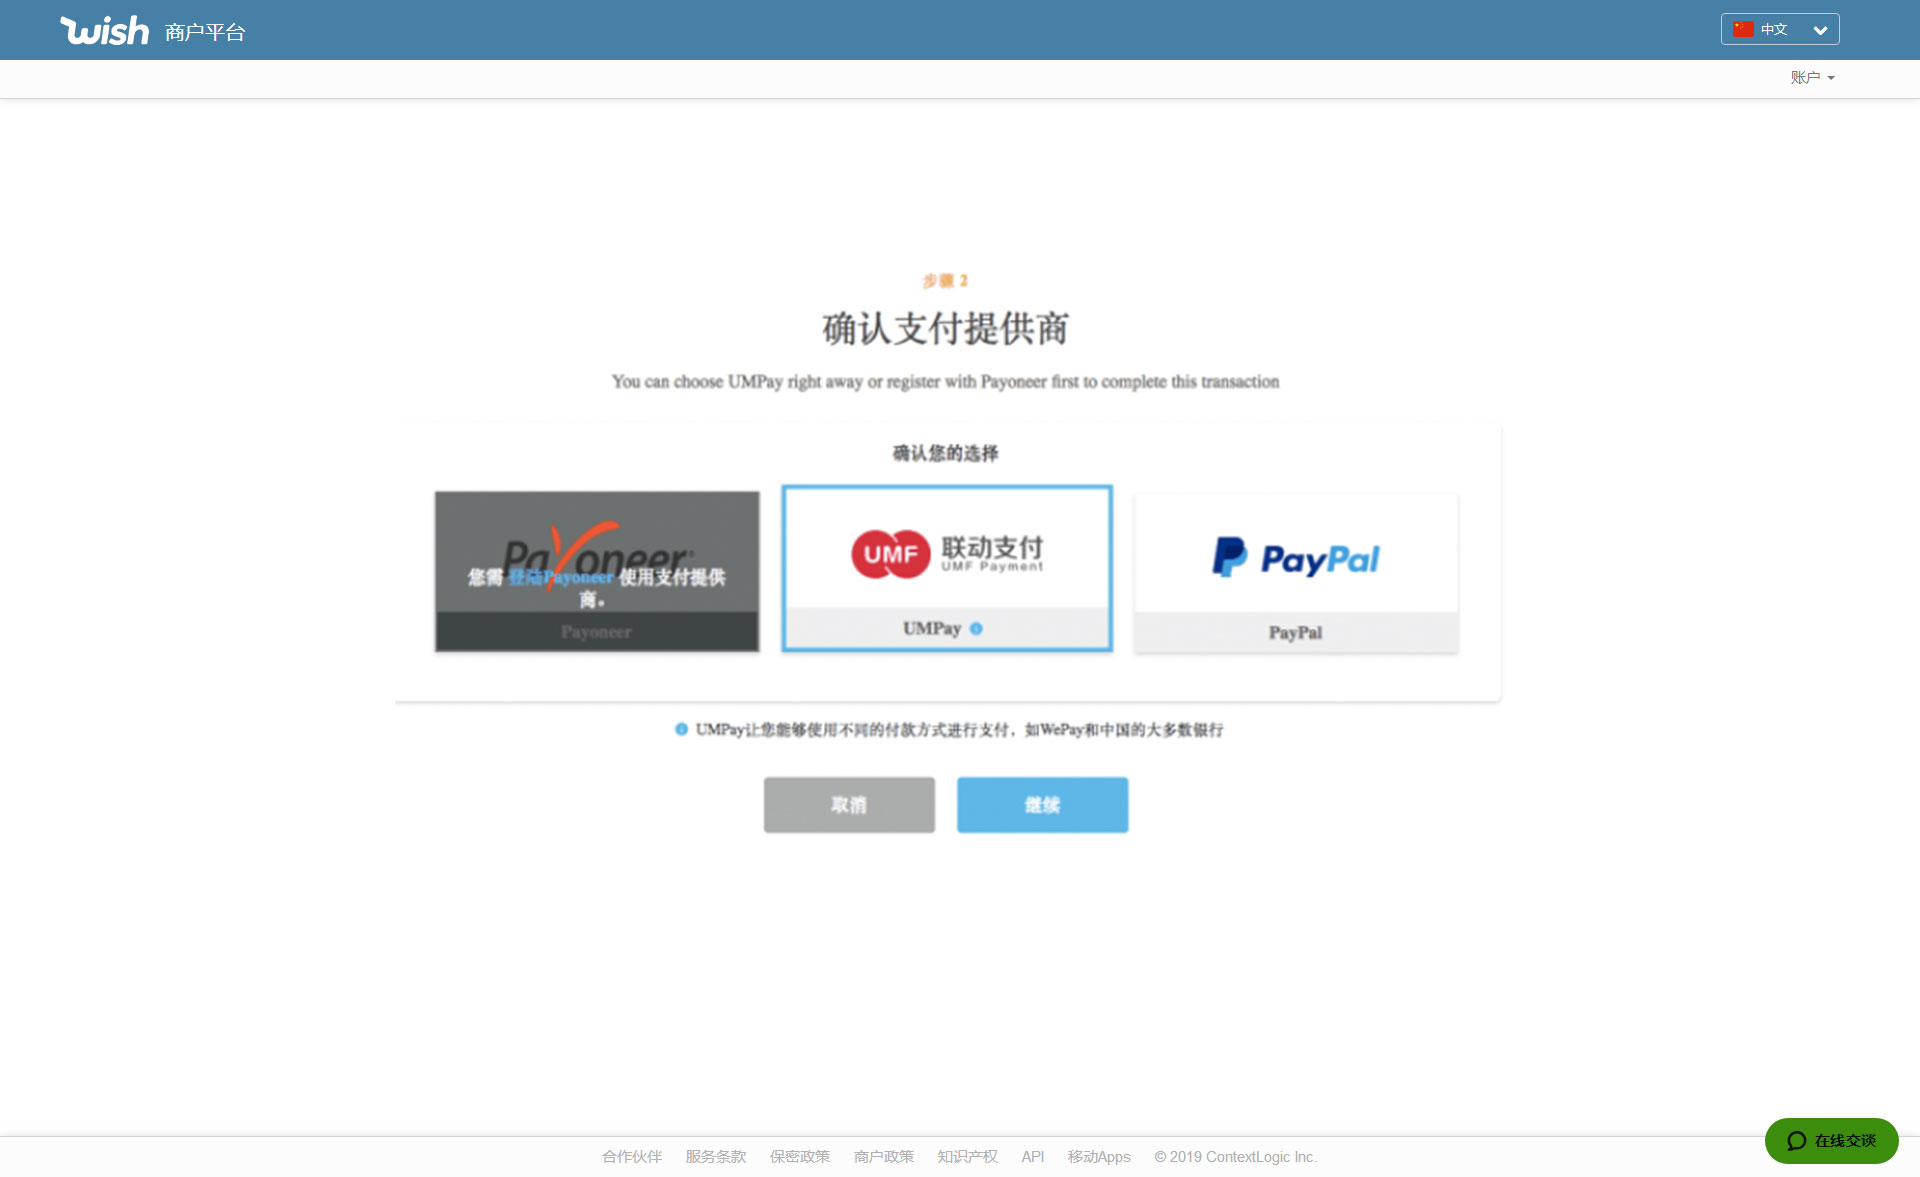 wish 商户平台
中文
账户
步骤 2
确认支付提供商
You can choose UMPay right away or register with Payoneer first to complete this transaction
确认您的选择
Payoneer
您需 登陆Payoneer 使用支付提供
商。
Payoneer
UMF 联动支付
UMF Payment
UMPay
PayPal
PayPal
UMPay让您能够使用不同的付款方式进行支付，如WePay和中国的大多数银行
取消
继续
在线交谈
合作伙伴 服务条款 保密政策 商户政策 知识产权 API 移动Apps © 2019 ContextLogic Inc.